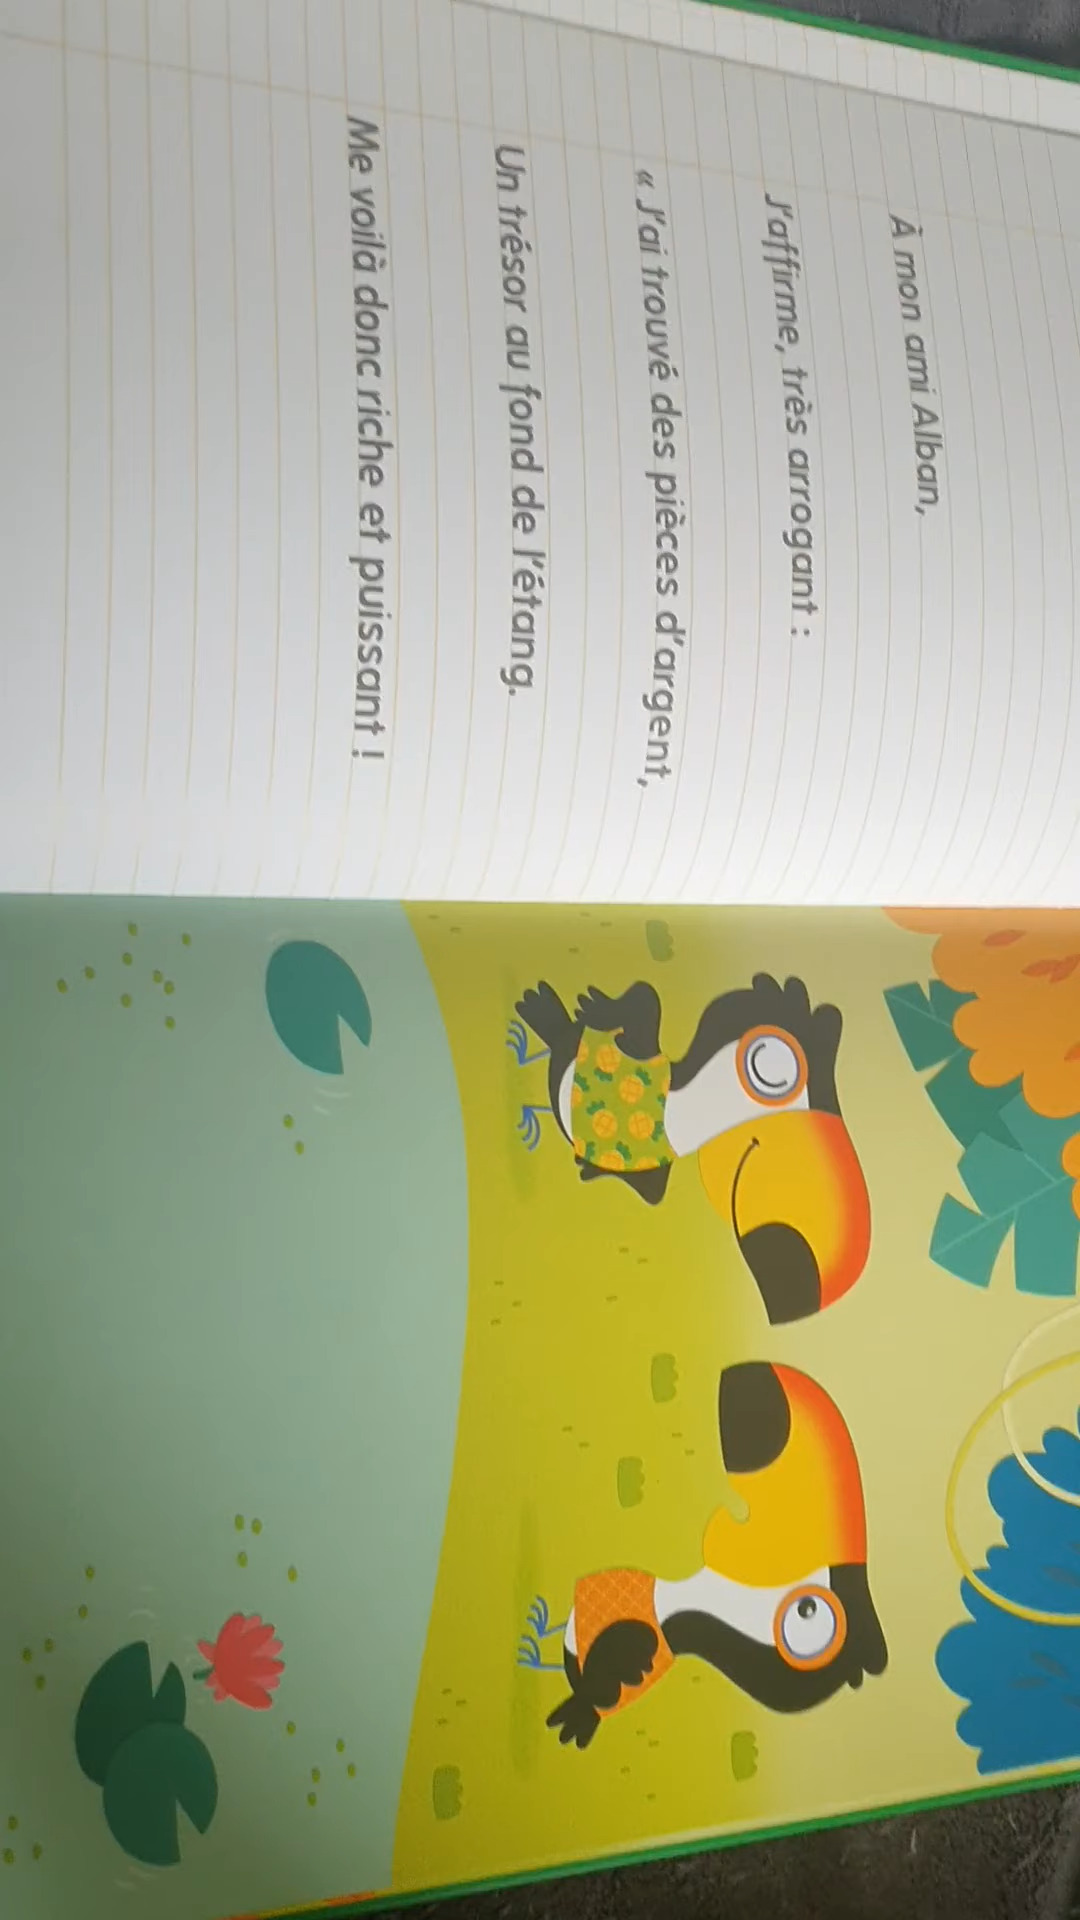 À mon ami Alban,
J'affirme, très arrogant :
« J'ai trouvé des pièces d'argent,
Un trésor au fond de l'étang.
Me voilà donc riche et puissant !